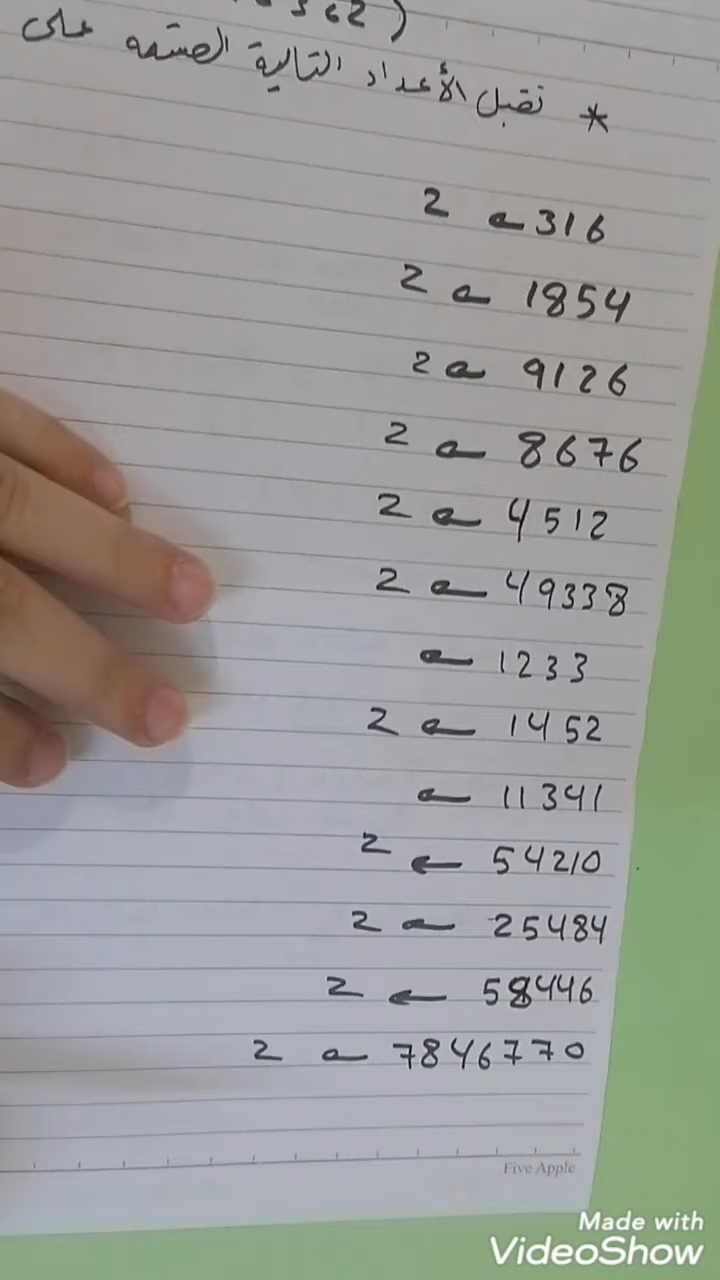 362 )
* تقبل الأعداد التالية القسمة على
316 ← 2
1854 ← 2
9126 ← 2
8676 ← 2
4512 ← 2
49338 ← 2
1233 ←
1452 ← 2
11341 ←
54210 ← 2
25484 ← 2
58446 ← 2
7846770 ← 2
Five Apple
Made with
VideoShow